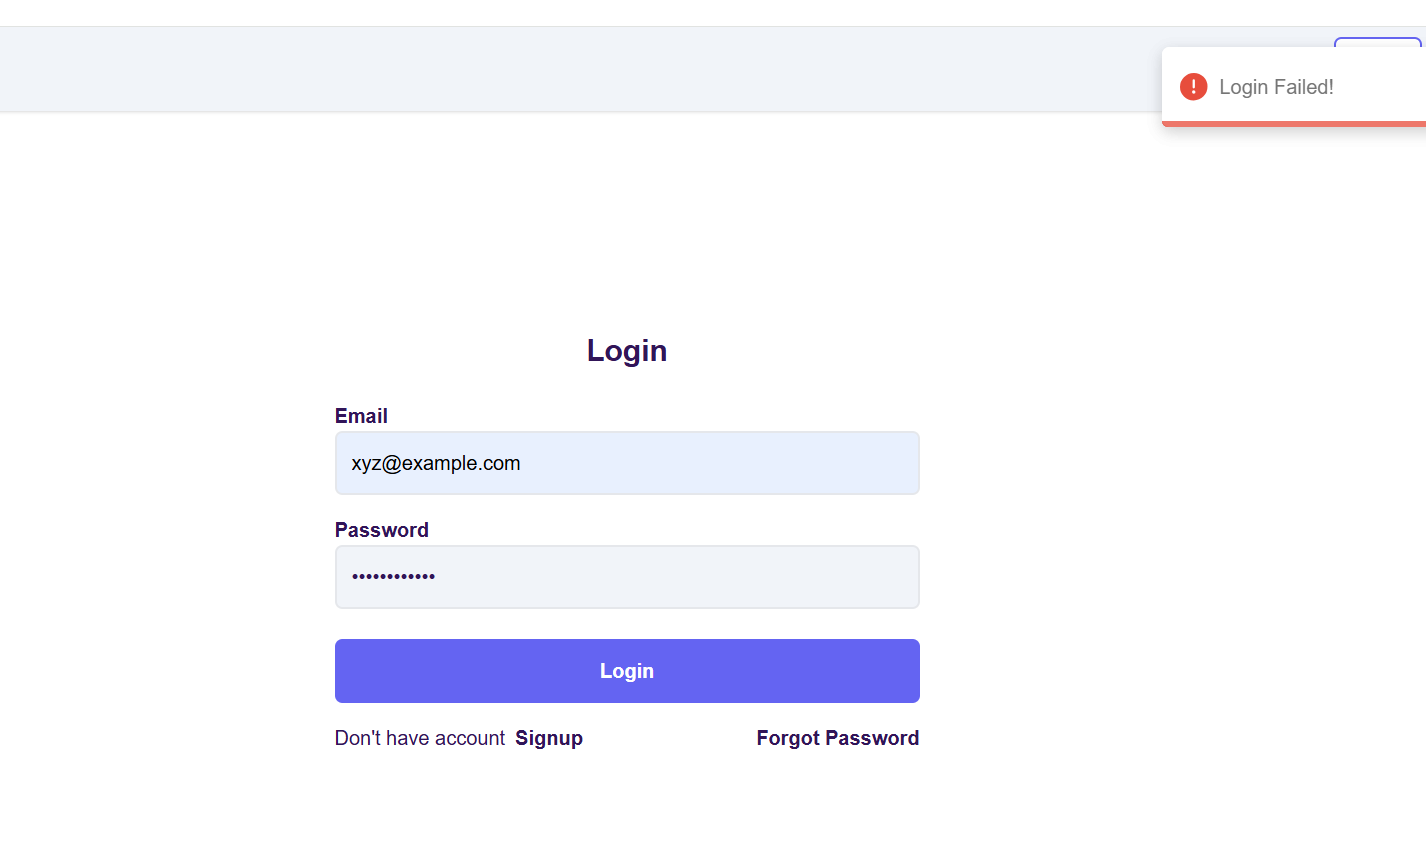 Login Failed!
Login
Email
xyz@example.com
Password
••••••••••••
Login
Don't have account Signup
Forgot Password